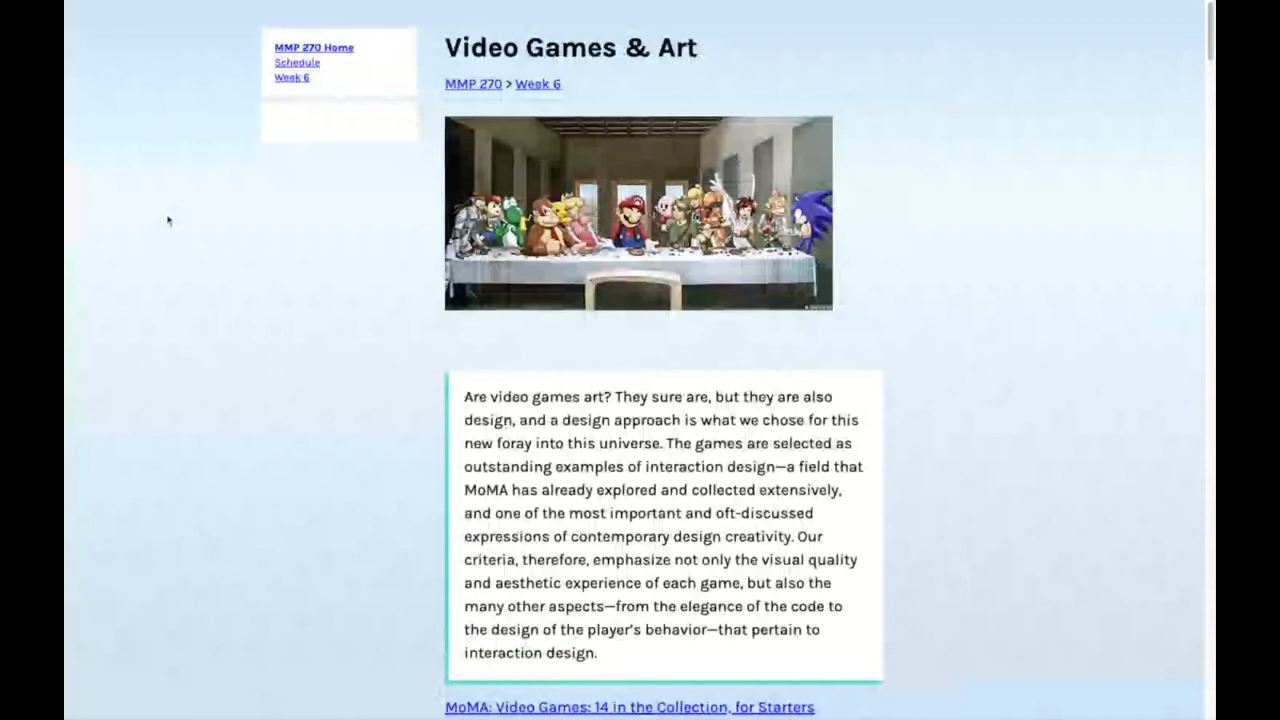 MMP 270 Home
Schedule
Week 6
Video Games & Art
MMP 270 > Week 6
Are video games art? They sure are, but they are also
design, and a design approach is what we chose for this
new foray into this universe. The games are selected as
outstanding examples of interaction design—a field that
MoMA has already explored and collected extensively,
and one of the most important and oft-discussed
expressions of contemporary design creativity. Our
criteria, therefore, emphasize not only the visual quality
and aesthetic experience of each game, but also the
many other aspects—from the elegance of the code to
the design of the player's behavior—that pertain to
interaction design.
MoMA: Video Games: 14 in the Collection, for Starters